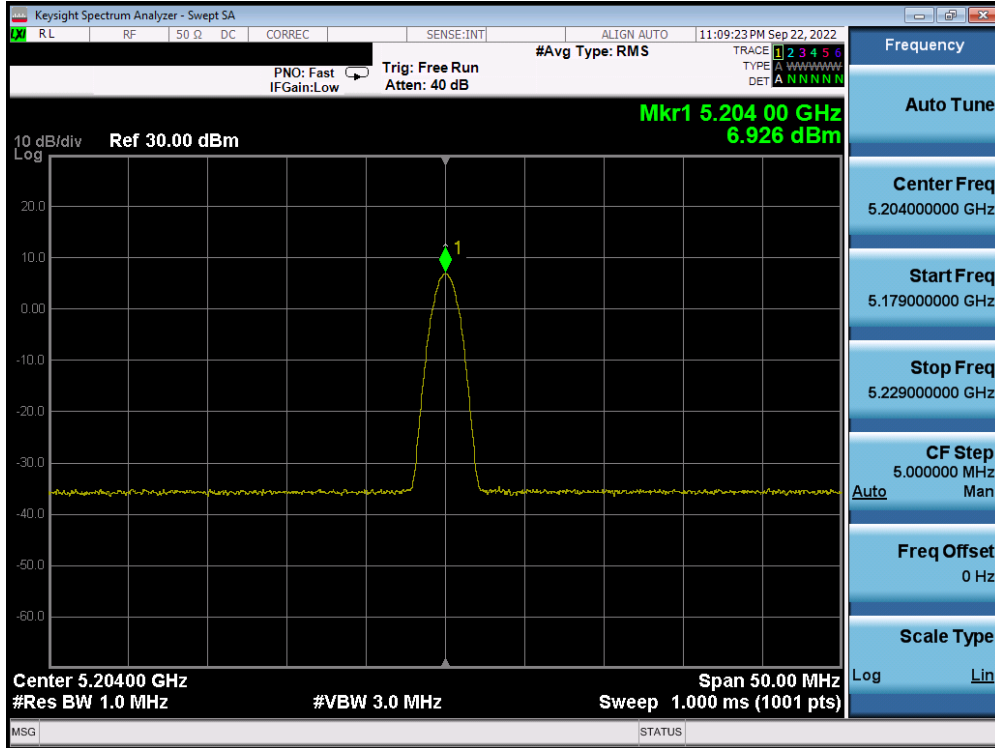 Keysight Spectrum Analyzer - Swept SA
LXI RL RF 50 Ω DC CORREC SENSE:INT ALIGN AUTO 11:09:23 PM Sep 22, 2022
#Avg Type: RMS TRACE 1 2 3 4 5 6
PNO: Fast Trig: Free Run TYPE A WWWWW
IFGain:Low Atten: 40 dB DET A N N N N N
Mkr1 5.204 00 GHz
10 dB/div Ref 30.00 dBm 6.926 dBm
Log
20.0
10.0
1
0.00
-10.0
-20.0
-30.0
-40.0
-50.0
-60.0
Center 5.20400 GHz Span 50.00 MHz
#Res BW 1.0 MHz #VBW 3.0 MHz Sweep 1.000 ms (1001 pts)
MSG STATUS
Frequency
Auto Tune
Center Freq
5.204000000 GHz
Start Freq
5.179000000 GHz
Stop Freq
5.229000000 GHz
CF Step
5.000000 MHz
Auto Man
Freq Offset
0 Hz
Scale Type
Log Lin